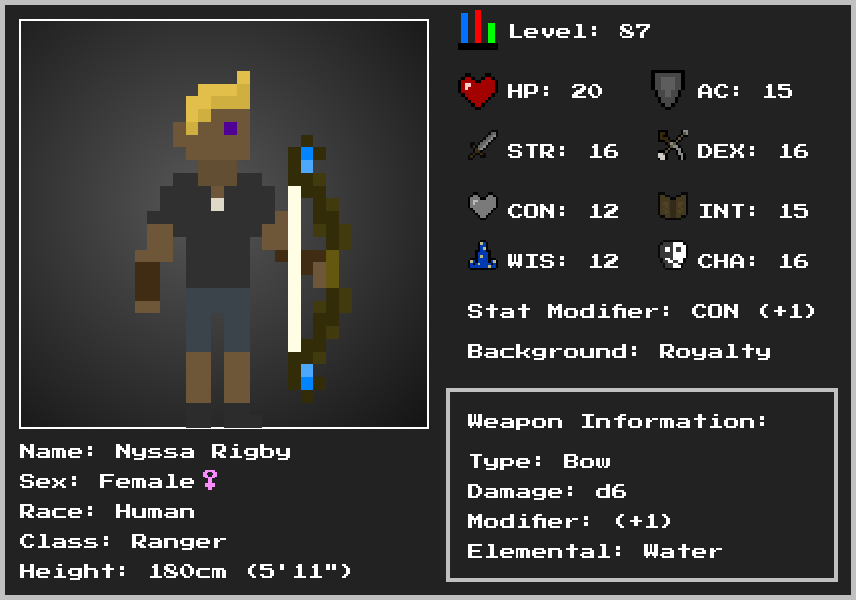 Level: 87
HP: 20 AC: 15
STR: 16 DEX: 16
CON: 12 INT: 15
WIS: 12 CHA: 16
Stat Modifier: CON (+1)
Background: Royalty
Weapon Information:
Type: Bow
Damage: d6
Modifier: (+1)
Elemental: Water
Name: Nyssa Rigby
Sex: Female♀
Race: Human
Class: Ranger
Height: 180cm (5'11")